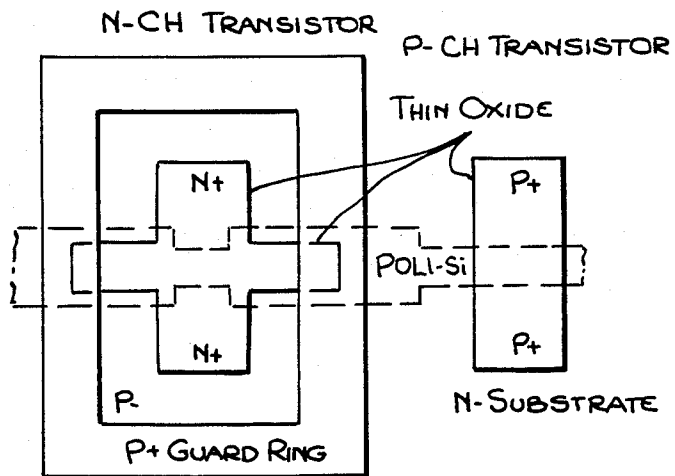 N-CH TRANSISTOR
P-CH TRANSISTOR
THIN OXIDE
N+
P+
POLI-Si
N+
P+
P-
N-SUBSTRATE
P+ GUARD RING